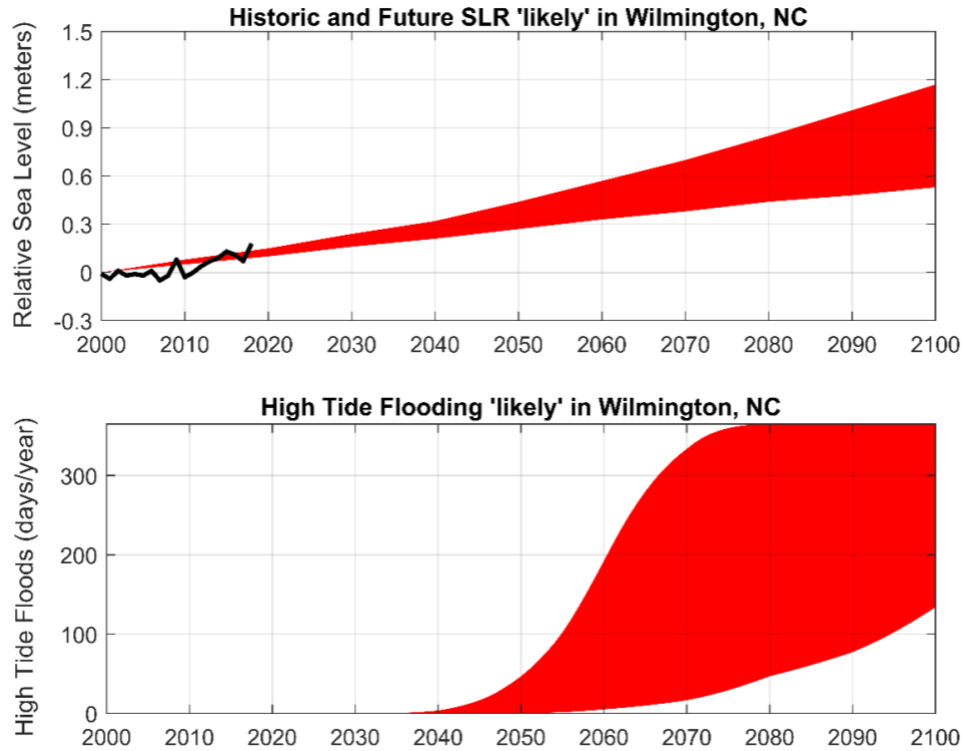 Historic and Future SLR 'likely' in Wilmington, NC
Relative Sea Level (meters)
1.5
1.2
0.9
0.6
0.3
0
-0.3
2000 2010 2020 2030 2040 2050 2060 2070 2080 2090 2100
High Tide Flooding 'likely' in Wilmington, NC
High Tide Floods (days/year)
300
200
100
0
2000 2010 2020 2030 2040 2050 2060 2070 2080 2090 2100